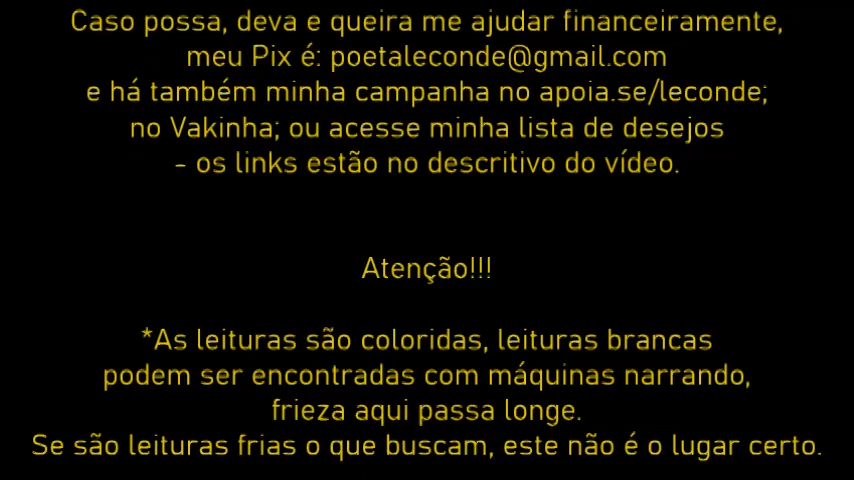 Caso possa, deva e queira me ajudar financeiramente,
meu Pix é: poetaleconde@gmail.com
e há também minha campanha no apoia.se/leconde;
no Vakinha; ou acesse minha lista de desejos
- os links estão no descritivo do vídeo.
Atenção!!!
*As leituras são coloridas, leituras brancas
podem ser encontradas com máquinas narrando,
frieza aqui passa longe.
Se são leituras frias o que buscam, este não é o lugar certo.